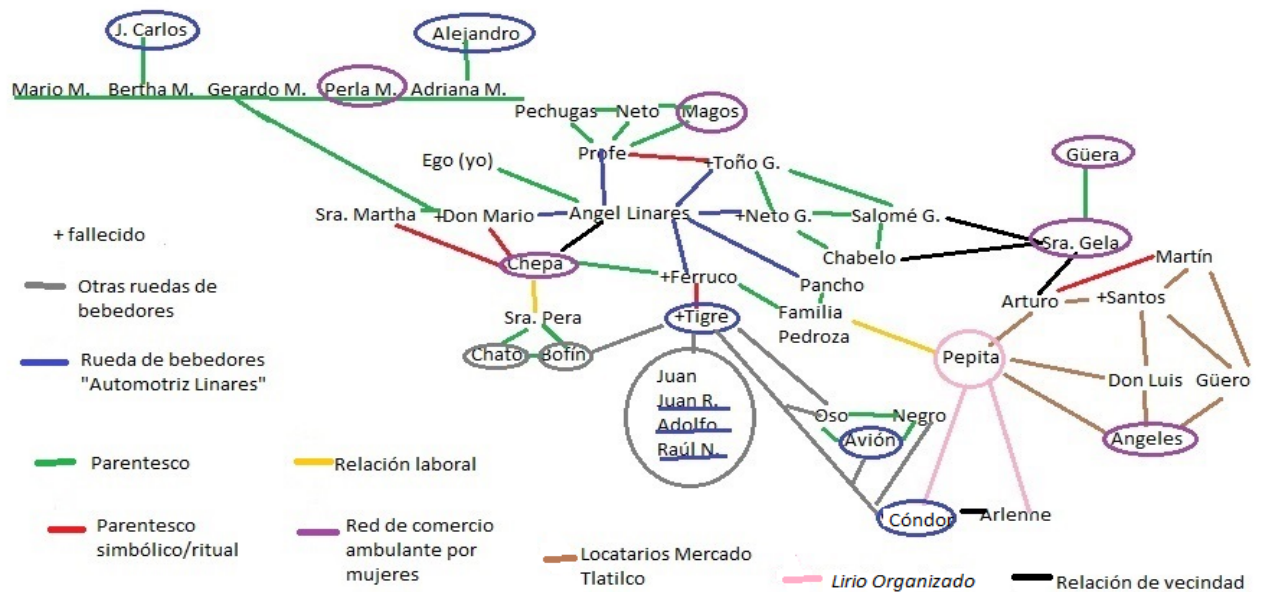 J. Carlos
Alejandro
Mario M. Bertha M. Gerardo M. Perla M. Adriana M.
Pechugas Neto Magos
Profe
Ego (yo)
+Toño G.
Güera
Sra. Martha +Don Mario Angel Linares +Neto G. Salomé G.
+ fallecido
Sra. Gela
Chepa
Chabelo
Martín
+Ferruco
Pancho
Otras ruedas de
bebedores
Arturo +Santos
Sra. Pera
+Tigre
Familia
Pedroza
Chato Bofín
Pepita
Rueda de bebedores
"Automotriz Linares"
Juan
Juan R.
Adolfo
Raúl N.
Don Luis Güero
Oso Negro
Avión
Angeles
Parentesco
Relación laboral
Cóndor Arlenne
Parentesco
simbólico/ritual
Red de comercio
ambulante por
mujeres
Locatarios Mercado
Tlatilco
Lirio Organizado
Relación de vecindad